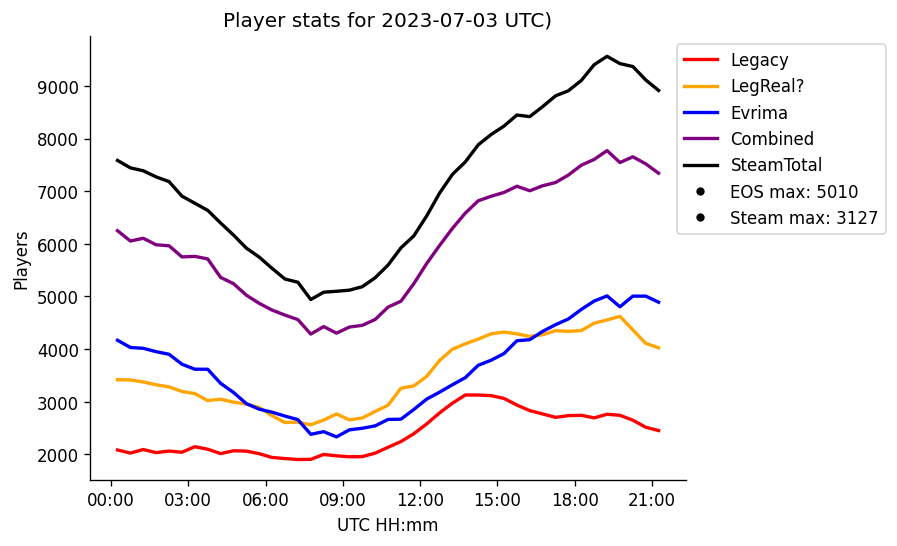 Player stats for 2023-07-03 UTC)
Legacy
LegReal?
Evrima
Combined
SteamTotal
EOS max: 5010
Steam max: 3127
Players
9000
8000
7000
6000
5000
4000
3000
2000
00:00 03:00 06:00 09:00 12:00 15:00 18:00 21:00
UTC HH:mm